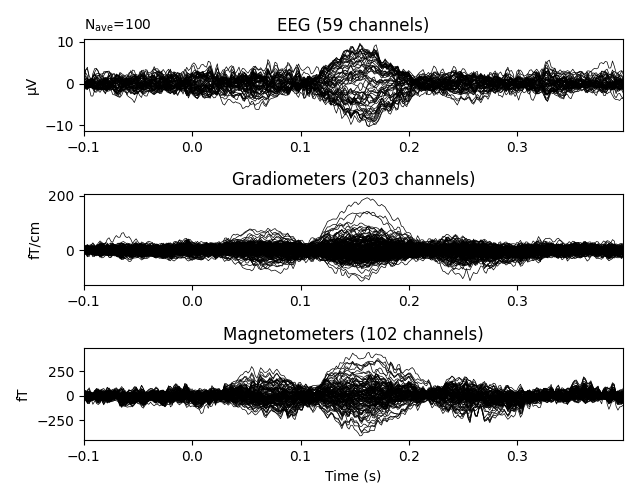 N_ave=100
EEG (59 channels)
10
0
−10
µV
−0.1 0.0 0.1 0.2 0.3
Gradiometers (203 channels)
200
0
fT/cm
−0.1 0.0 0.1 0.2 0.3
Magnetometers (102 channels)
250
0
−250
fT
−0.1 0.0 0.1 0.2 0.3
Time (s)